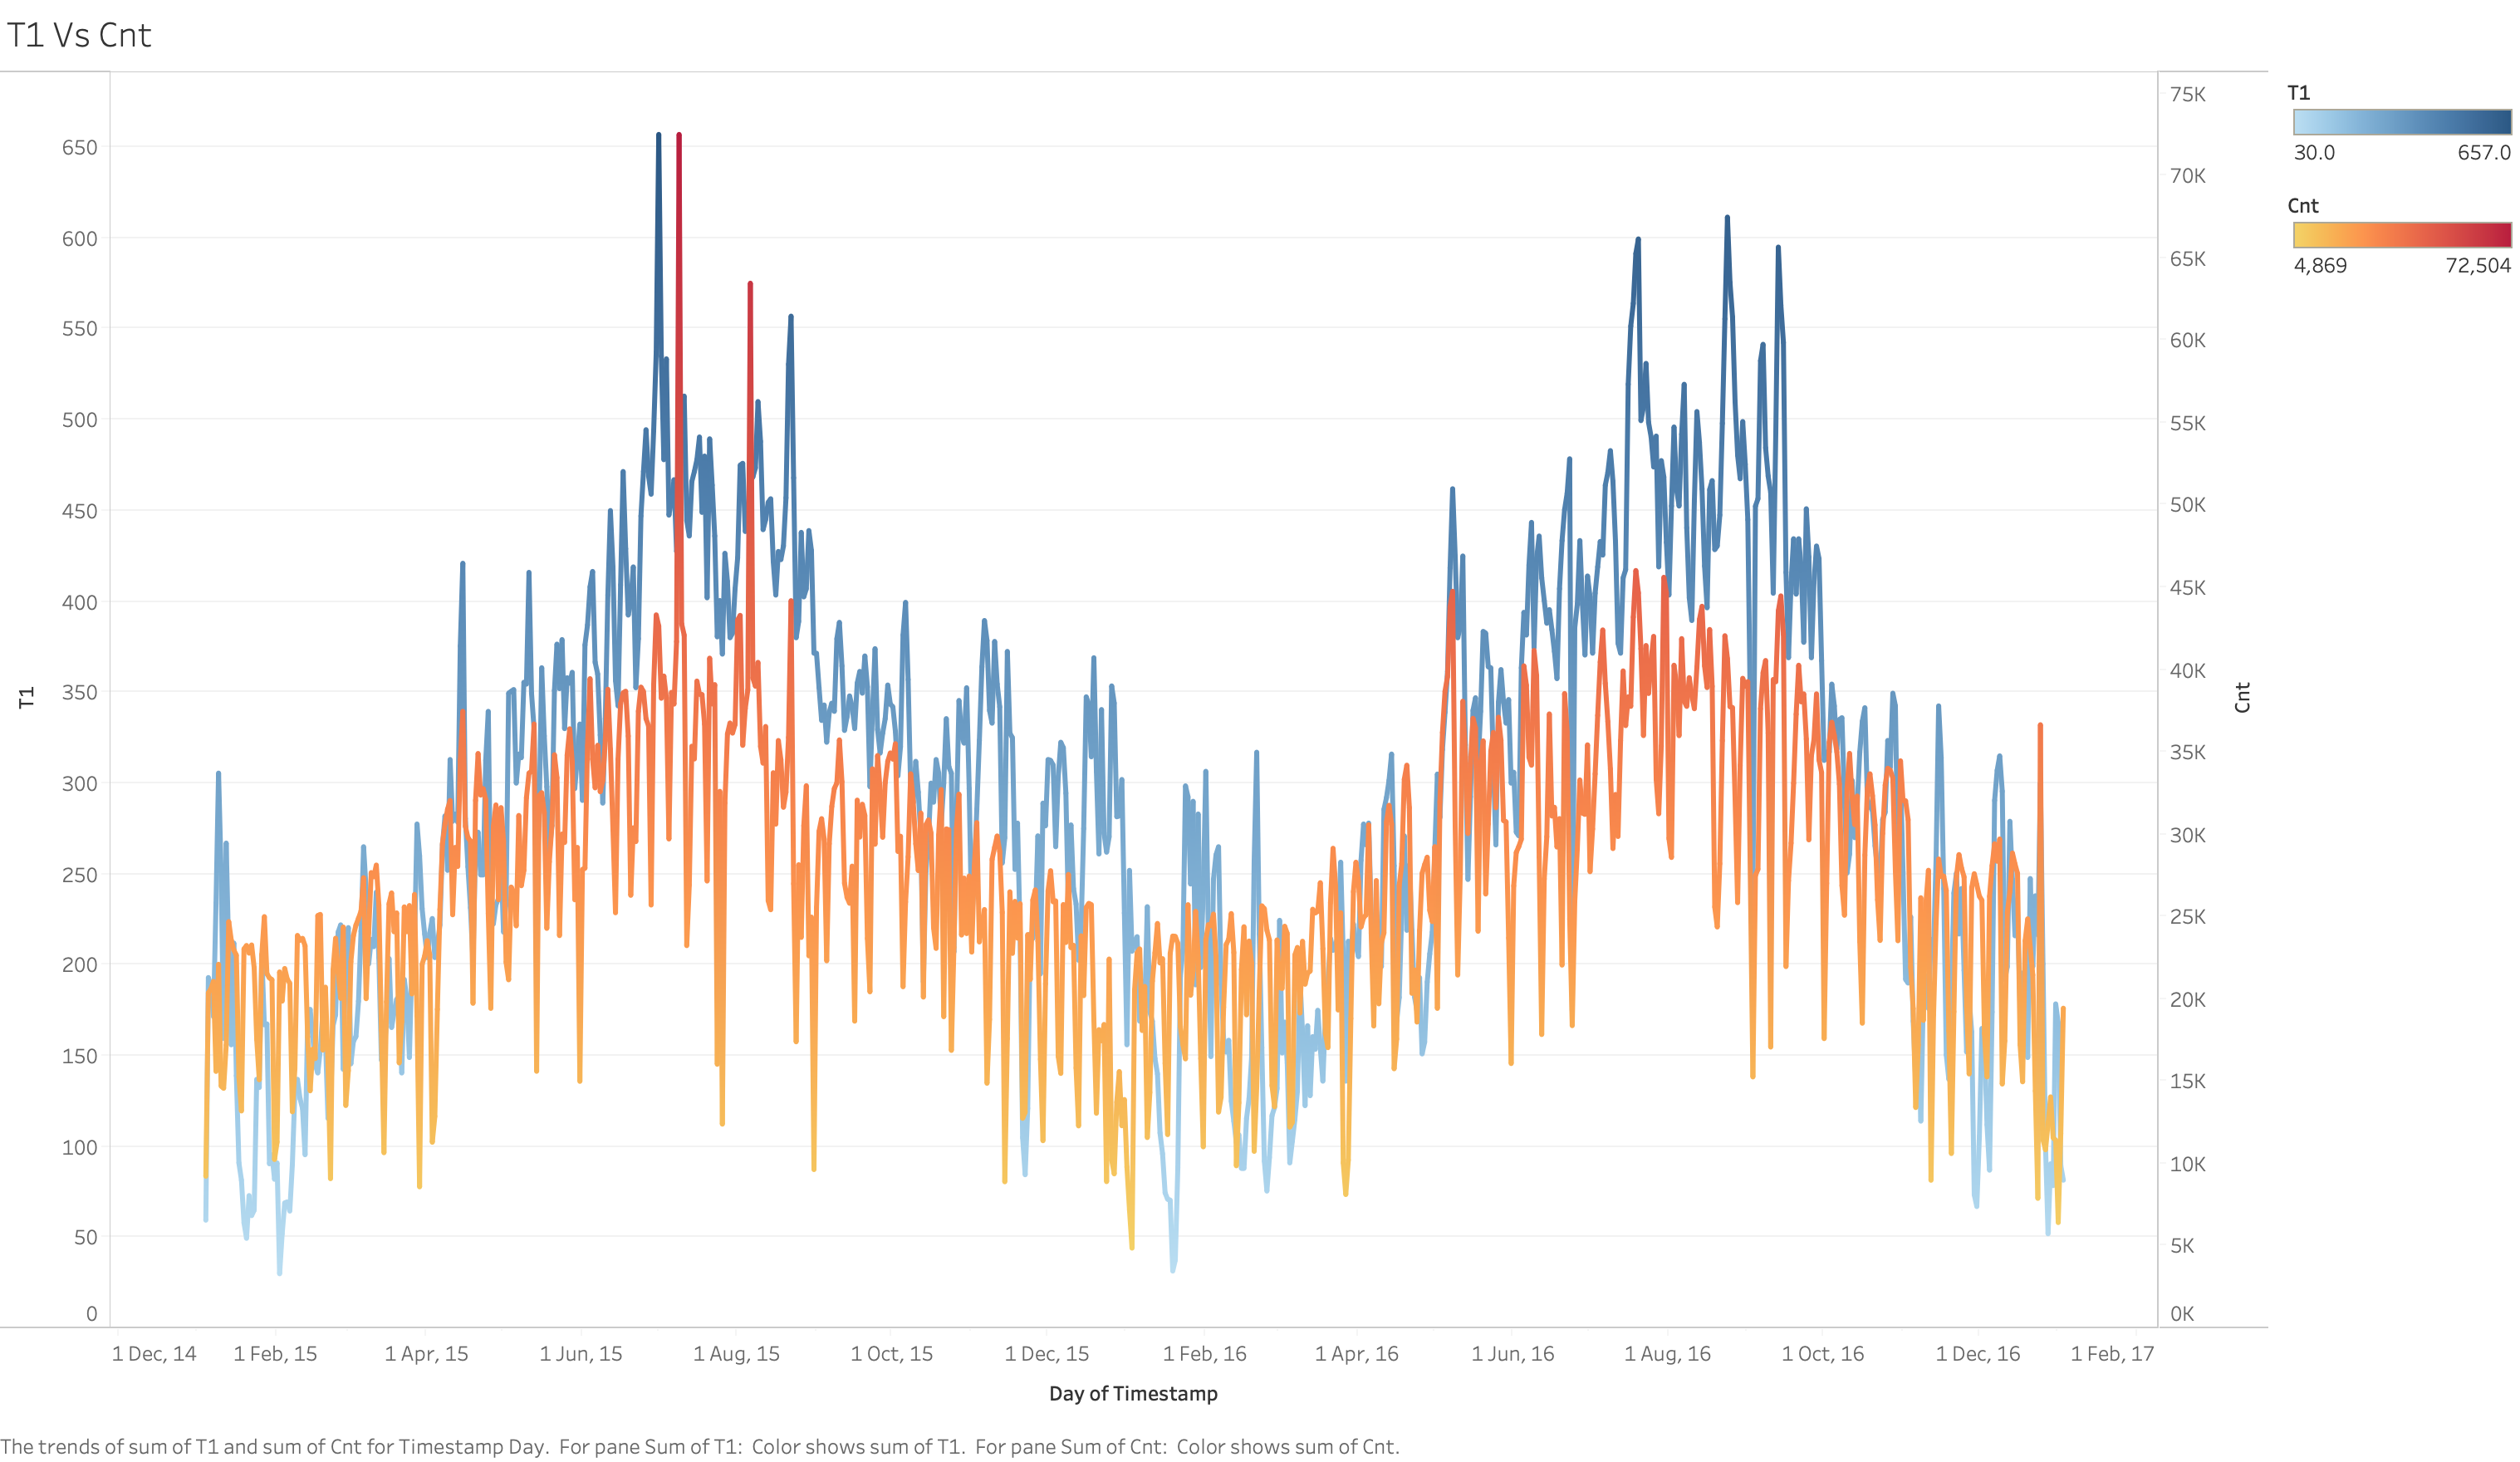 T1 Vs Cnt
T1
30.0 657.0
Cnt
4,869 72,504
650
600
550
500
450
400
350
300
250
200
150
100
50
0
T1
75K
70K
65K
60K
55K
50K
45K
40K
35K
30K
25K
20K
15K
10K
5K
0K
Cnt
1 Dec, 14 1 Feb, 15 1 Apr, 15 1 Jun, 15 1 Aug, 15 1 Oct, 15 1 Dec, 15 1 Feb, 16 1 Apr, 16 1 Jun, 16 1 Aug, 16 1 Oct, 16 1 Dec, 16 1 Feb, 17
Day of Timestamp
The trends of sum of T1 and sum of Cnt for Timestamp Day. For pane Sum of T1: Color shows sum of T1. For pane Sum of Cnt: Color shows sum of Cnt.